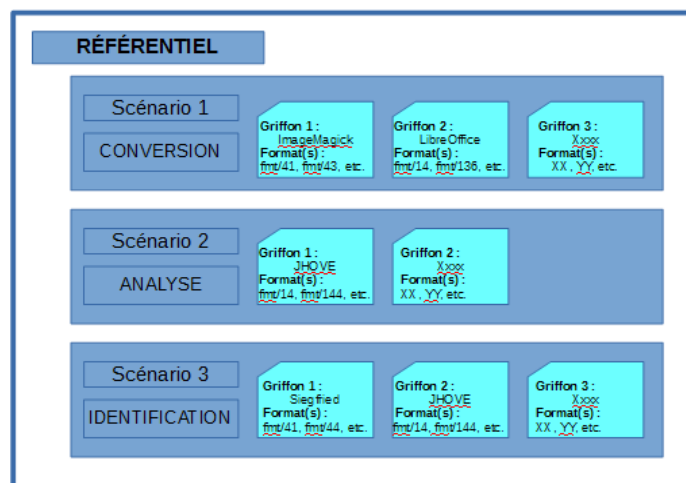 RÉFÉRENTIEL
Scénario 1
CONVERSION
Griffon 1 :
ImageMagick
Format(s) :
fmt/41, fmt/43, etc.
Griffon 2 :
LibreOffice
Format(s) :
fmt/14, fmt/136, etc.
Griffon 3 :
Xxxx
Format(s) :
XX , YY, etc.
Scénario 2
ANALYSE
Griffon 1 :
JHOVE
Format(s) :
fmt/14, fmt/144, etc.
Griffon 2 :
Xxxx
Format(s) :
XX , YY, etc.
Scénario 3
IDENTIFICATION
Griffon 1 :
Siegfried
Format(s) :
fmt/41, fmt/44, etc.
Griffon 2 :
JHOVE
Format(s) :
fmt/14, fmt/144, etc.
Griffon 3 :
Xxxx
Format(s) :
XX , YY, etc.